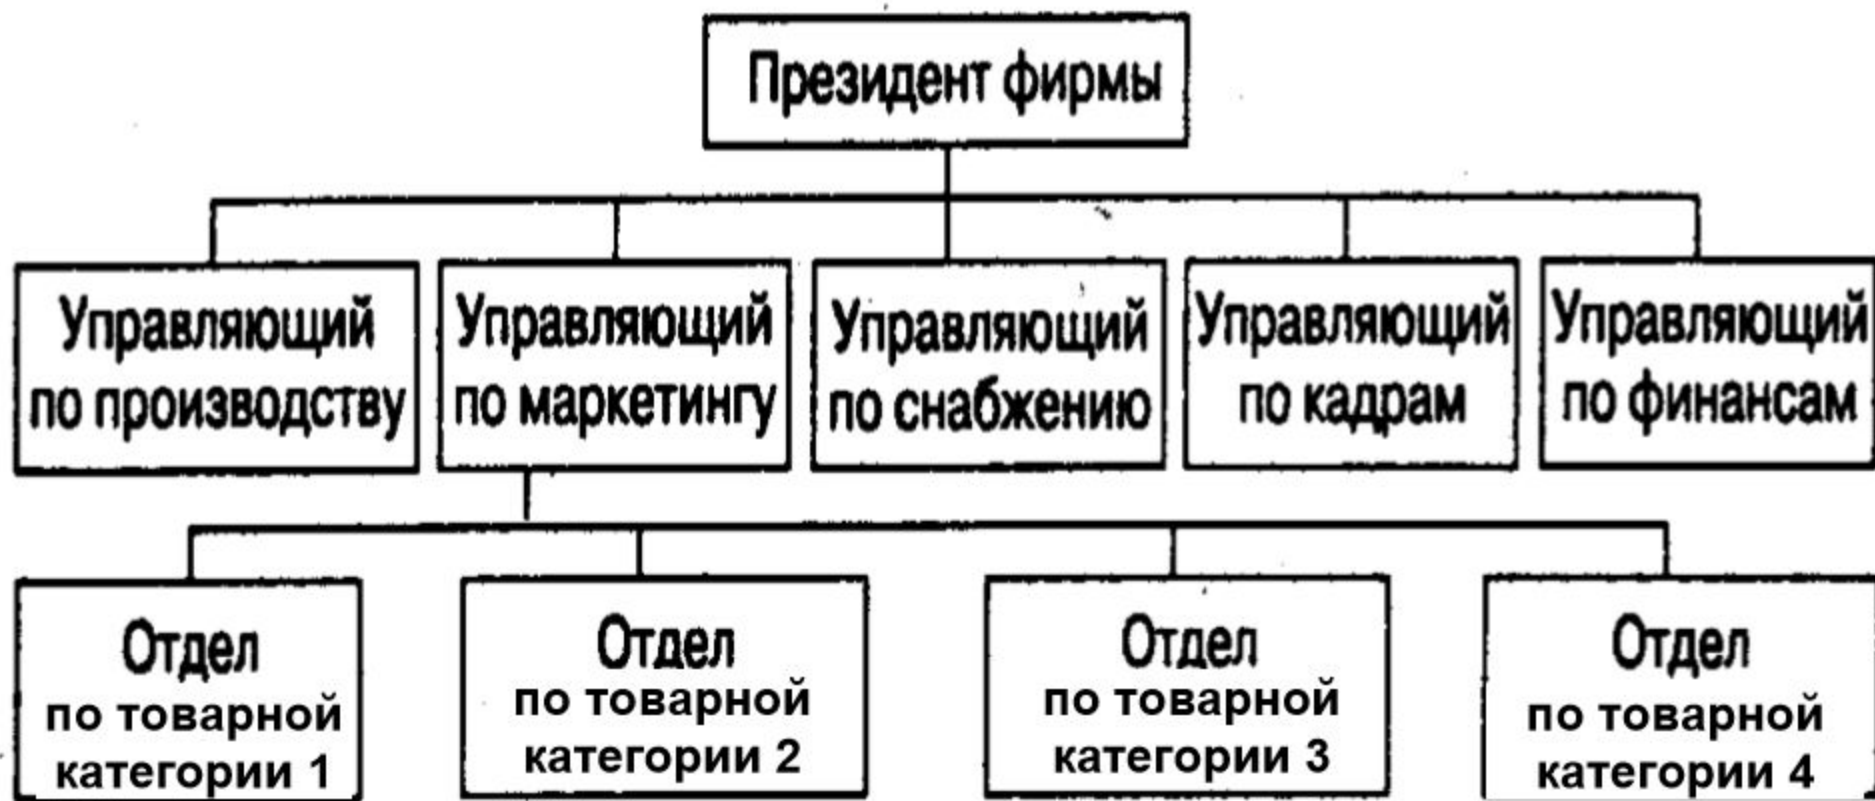 Президент фирмы
Управляющий
по производству
Управляющий
по маркетингу
Управляющий
по снабжению
Управляющий
по кадрам
Управляющий
по финансам
Отдел
по товарной
категории 1
Отдел
по товарной
категории 2
Отдел
по товарной
категории 3
Отдел
по товарной
категории 4